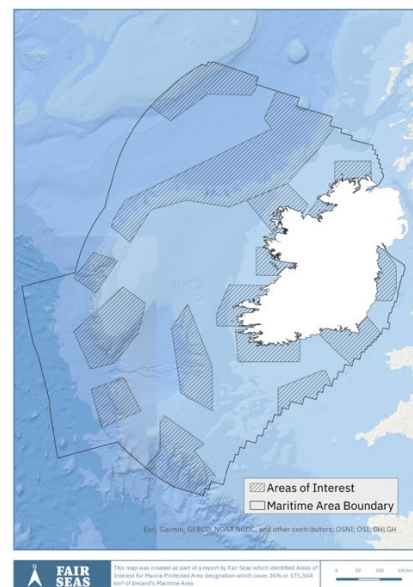 Areas of Interest
Maritime Area Boundary
Esri, Garmin, GEBCO, NOAA NGDC, and other contributors; OSNI; OSI, DHLGH
FAIR
SEAS
This map was created as part of a report by Fair Seas which identified Areas of
Interest for Marine Protected Area designation which cover 36% or 175,504
km² of Ireland's Maritime Area
0 50 100 150 km